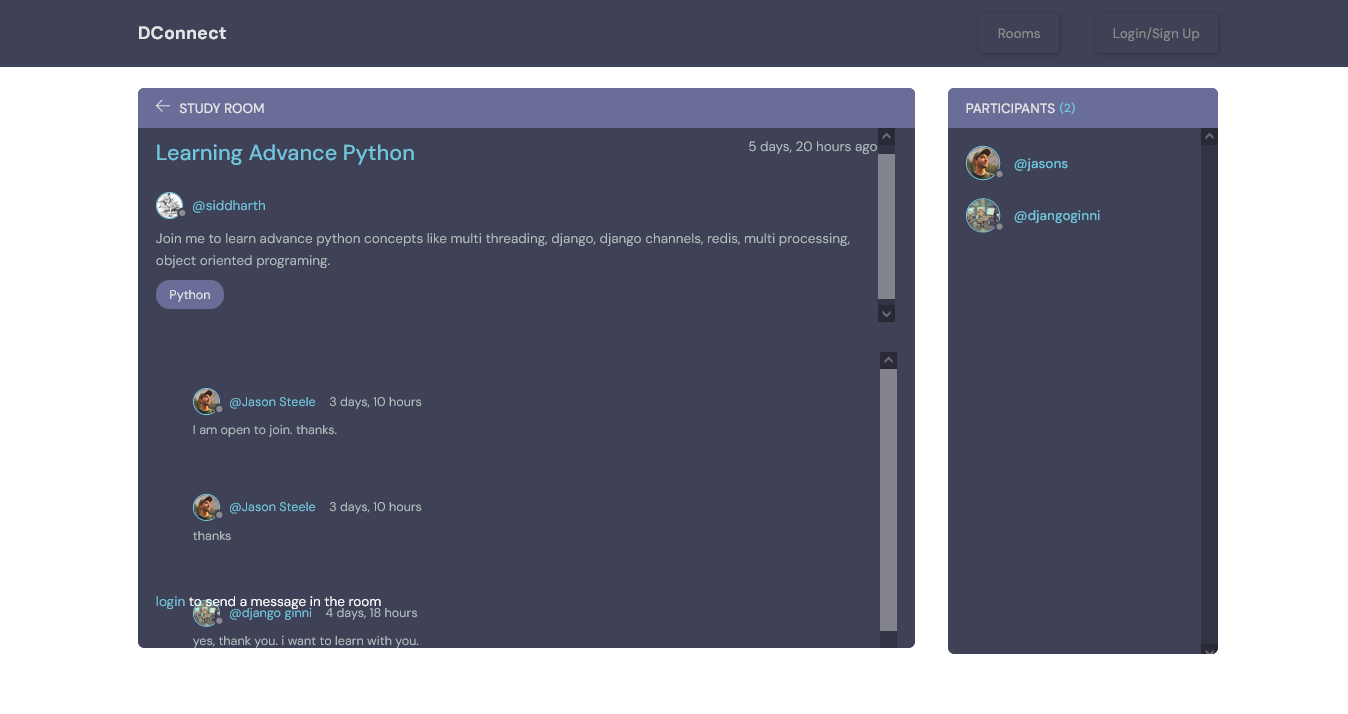 DConnect
Rooms
Login/Sign Up
STUDY ROOM
Learning Advance Python
5 days, 20 hours ago
@siddharth
Join me to learn advance python concepts like multi threading, django, django channels, redis, multi processing,
object oriented programing.
Python
@Jason Steele 3 days, 10 hours
I am open to join. thanks.
@Jason Steele 3 days, 10 hours
thanks
login to send a message in the room
@django ginni 4 days, 18 hours
yes, thank you. i want to learn with you.
PARTICIPANTS (2)
@jasons
@djangoginni